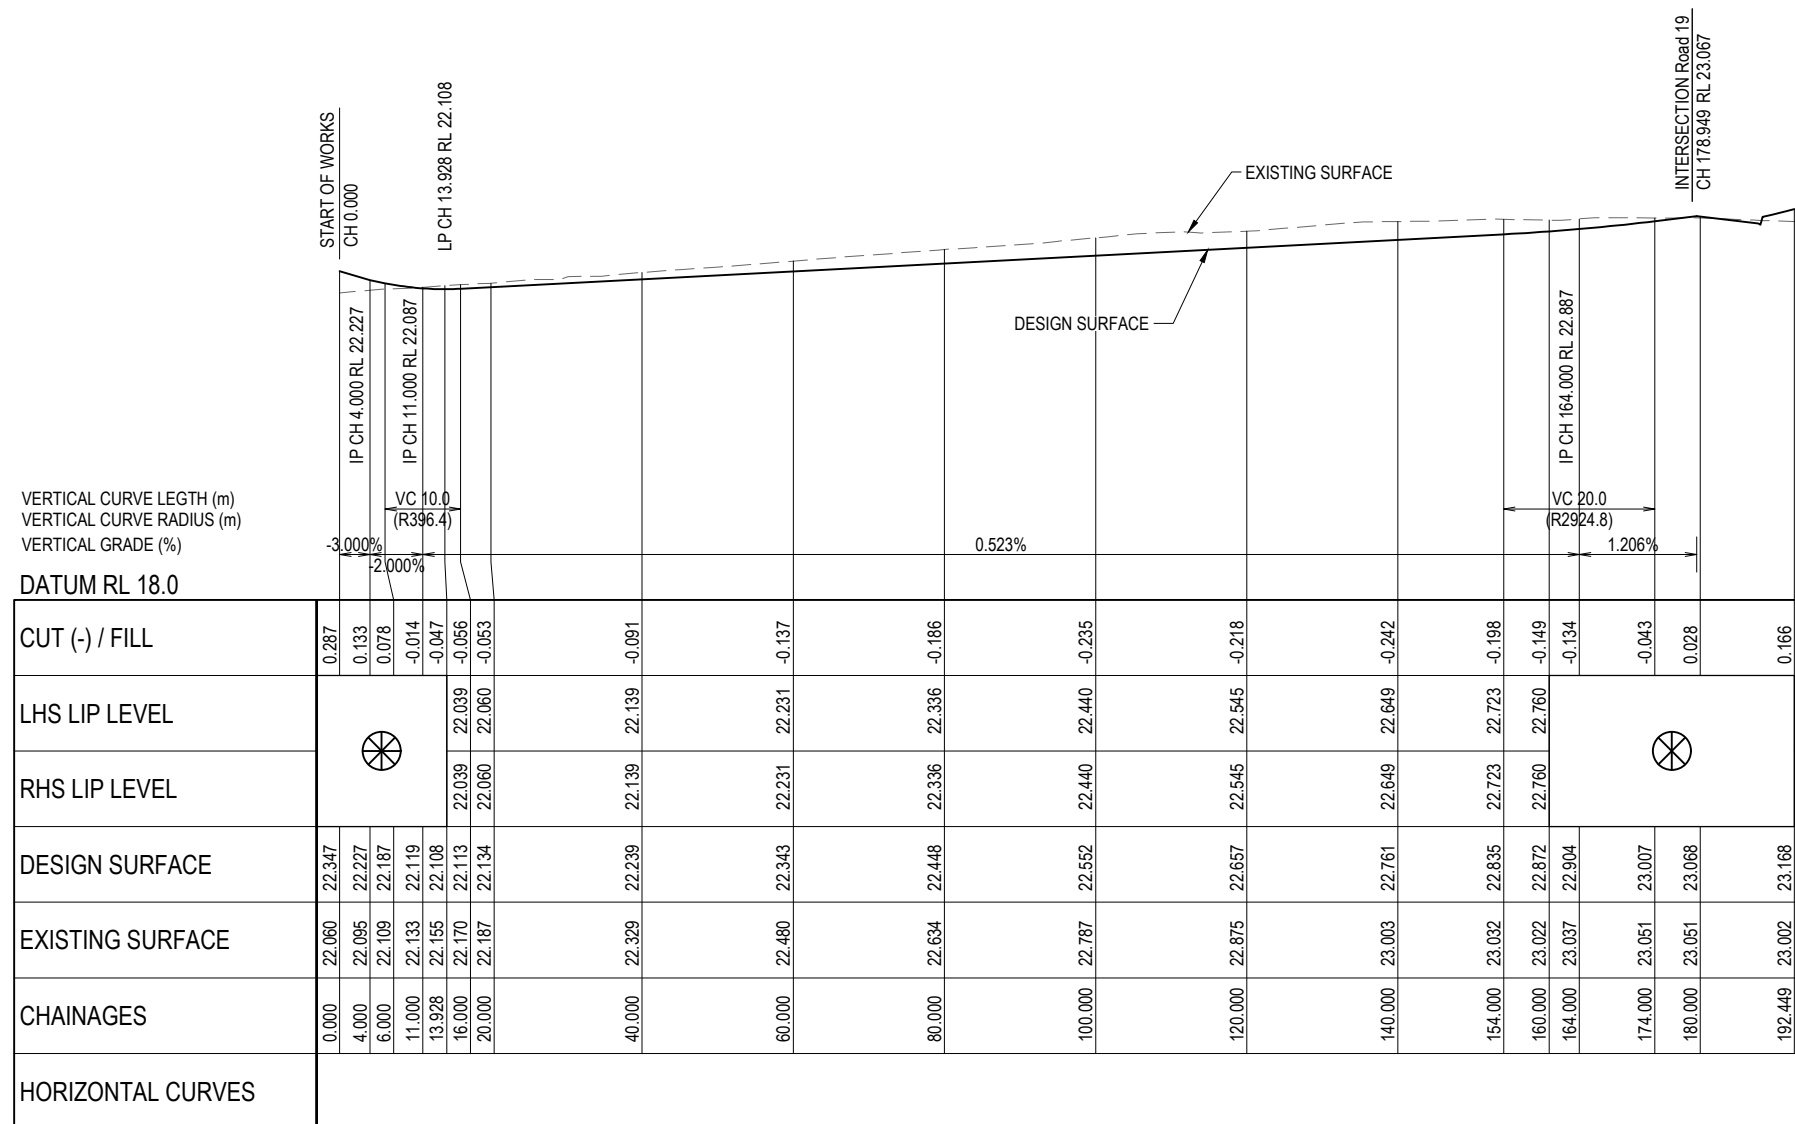 START OF WORKS
CH 0.000
LP CH 13.928 RL 22.108
INTERSECTION Road 19
CH 178.949 RL 23.067
EXISTING SURFACE
DESIGN SURFACE
IP CH 4.000 RL 22.227
IP CH 11.000 RL 22.087
IP CH 164.000 RL 22.887
VERTICAL CURVE LEGTH (m) VC 10.0 VC 20.0
VERTICAL CURVE RADIUS (m) (R396.4) (R2924.8)
VERTICAL GRADE (%) -3.000% -2.000% 0.523% 1.206%
DATUM RL 18.0
CUT (-) / FILL 0.287 0.133 0.078 -0.014 -0.047 -0.056 -0.053 -0.091 -0.137 -0.186 -0.235 -0.218 -0.242 -0.198 -0.149 -0.134 -0.043 0.028 0.166
LHS LIP LEVEL 22.039 22.060 22.139 22.231 22.336 22.440 22.545 22.649 22.723 22.760
RHS LIP LEVEL 22.039 22.060 22.139 22.231 22.336 22.440 22.545 22.649 22.723 22.760
DESIGN SURFACE 22.347 22.227 22.187 22.119 22.108 22.113 22.134 22.239 22.343 22.448 22.552 22.657 22.761 22.835 22.872 22.904 23.007 23.068 23.168
EXISTING SURFACE 22.060 22.095 22.109 22.133 22.155 22.170 22.187 22.329 22.480 22.634 22.787 22.875 23.003 23.032 23.022 23.037 23.051 23.051 23.002
CHAINAGES 0.000 4.000 6.000 11.000 13.928 16.000 20.000 40.000 60.000 80.000 100.000 120.000 140.000 154.000 160.000 164.000 174.000 180.000 192.449
HORIZONTAL CURVES